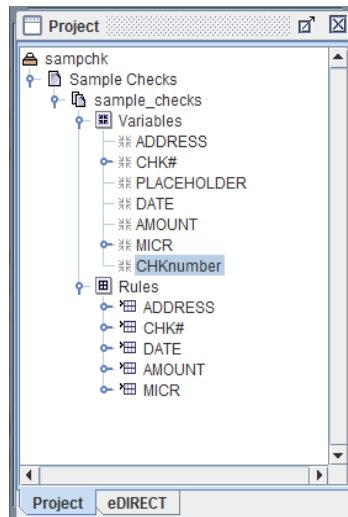 Project
sampchk
Sample Checks
sample_checks
Variables
ADDRESS
CHK#
PLACEHOLDER
DATE
AMOUNT
MICR
CHKnumber
Rules
ADDRESS
CHK#
DATE
AMOUNT
MICR
Project eDIRECT